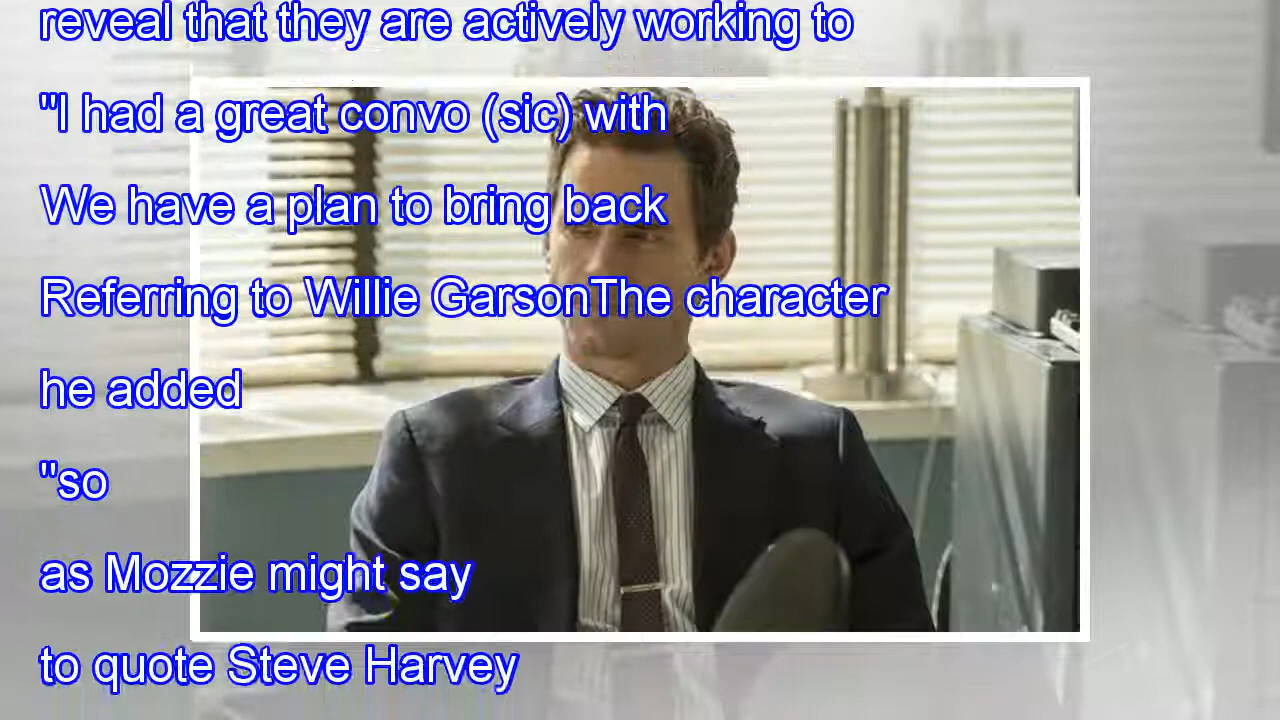 reveal that they are actively working to
"I had a great convo (sic) with
We have a plan to bring back
Referring to Willie GarsonThe character
he added
"so
as Mozzie might say
to quote Steve Harvey